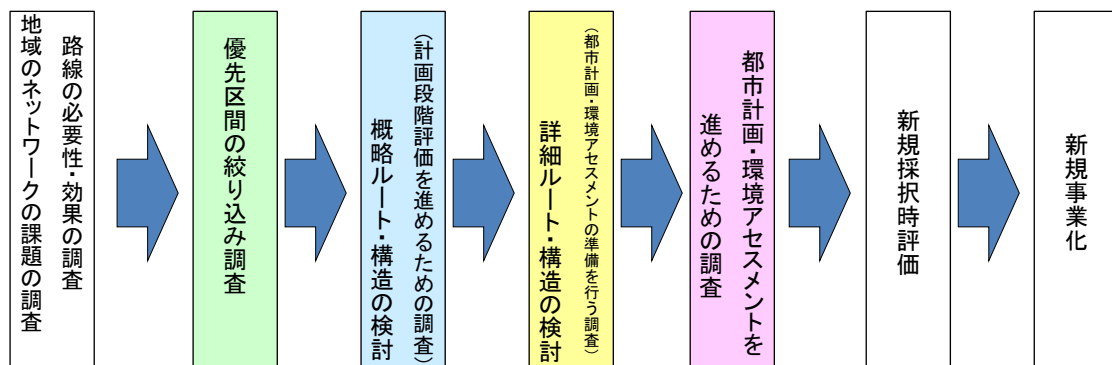 路線の必要性・効果の調査
地域のネットワークの課題の調査
優先区間の絞り込み調査
(計画段階評価を進めるための調査)
概略ルート・構造の検討
(都市計画・環境アセスメントの準備を行う調査)
詳細ルート・構造の検討
都市計画・環境アセスメントを
進めるための調査
新規採択時評価
新規事業化